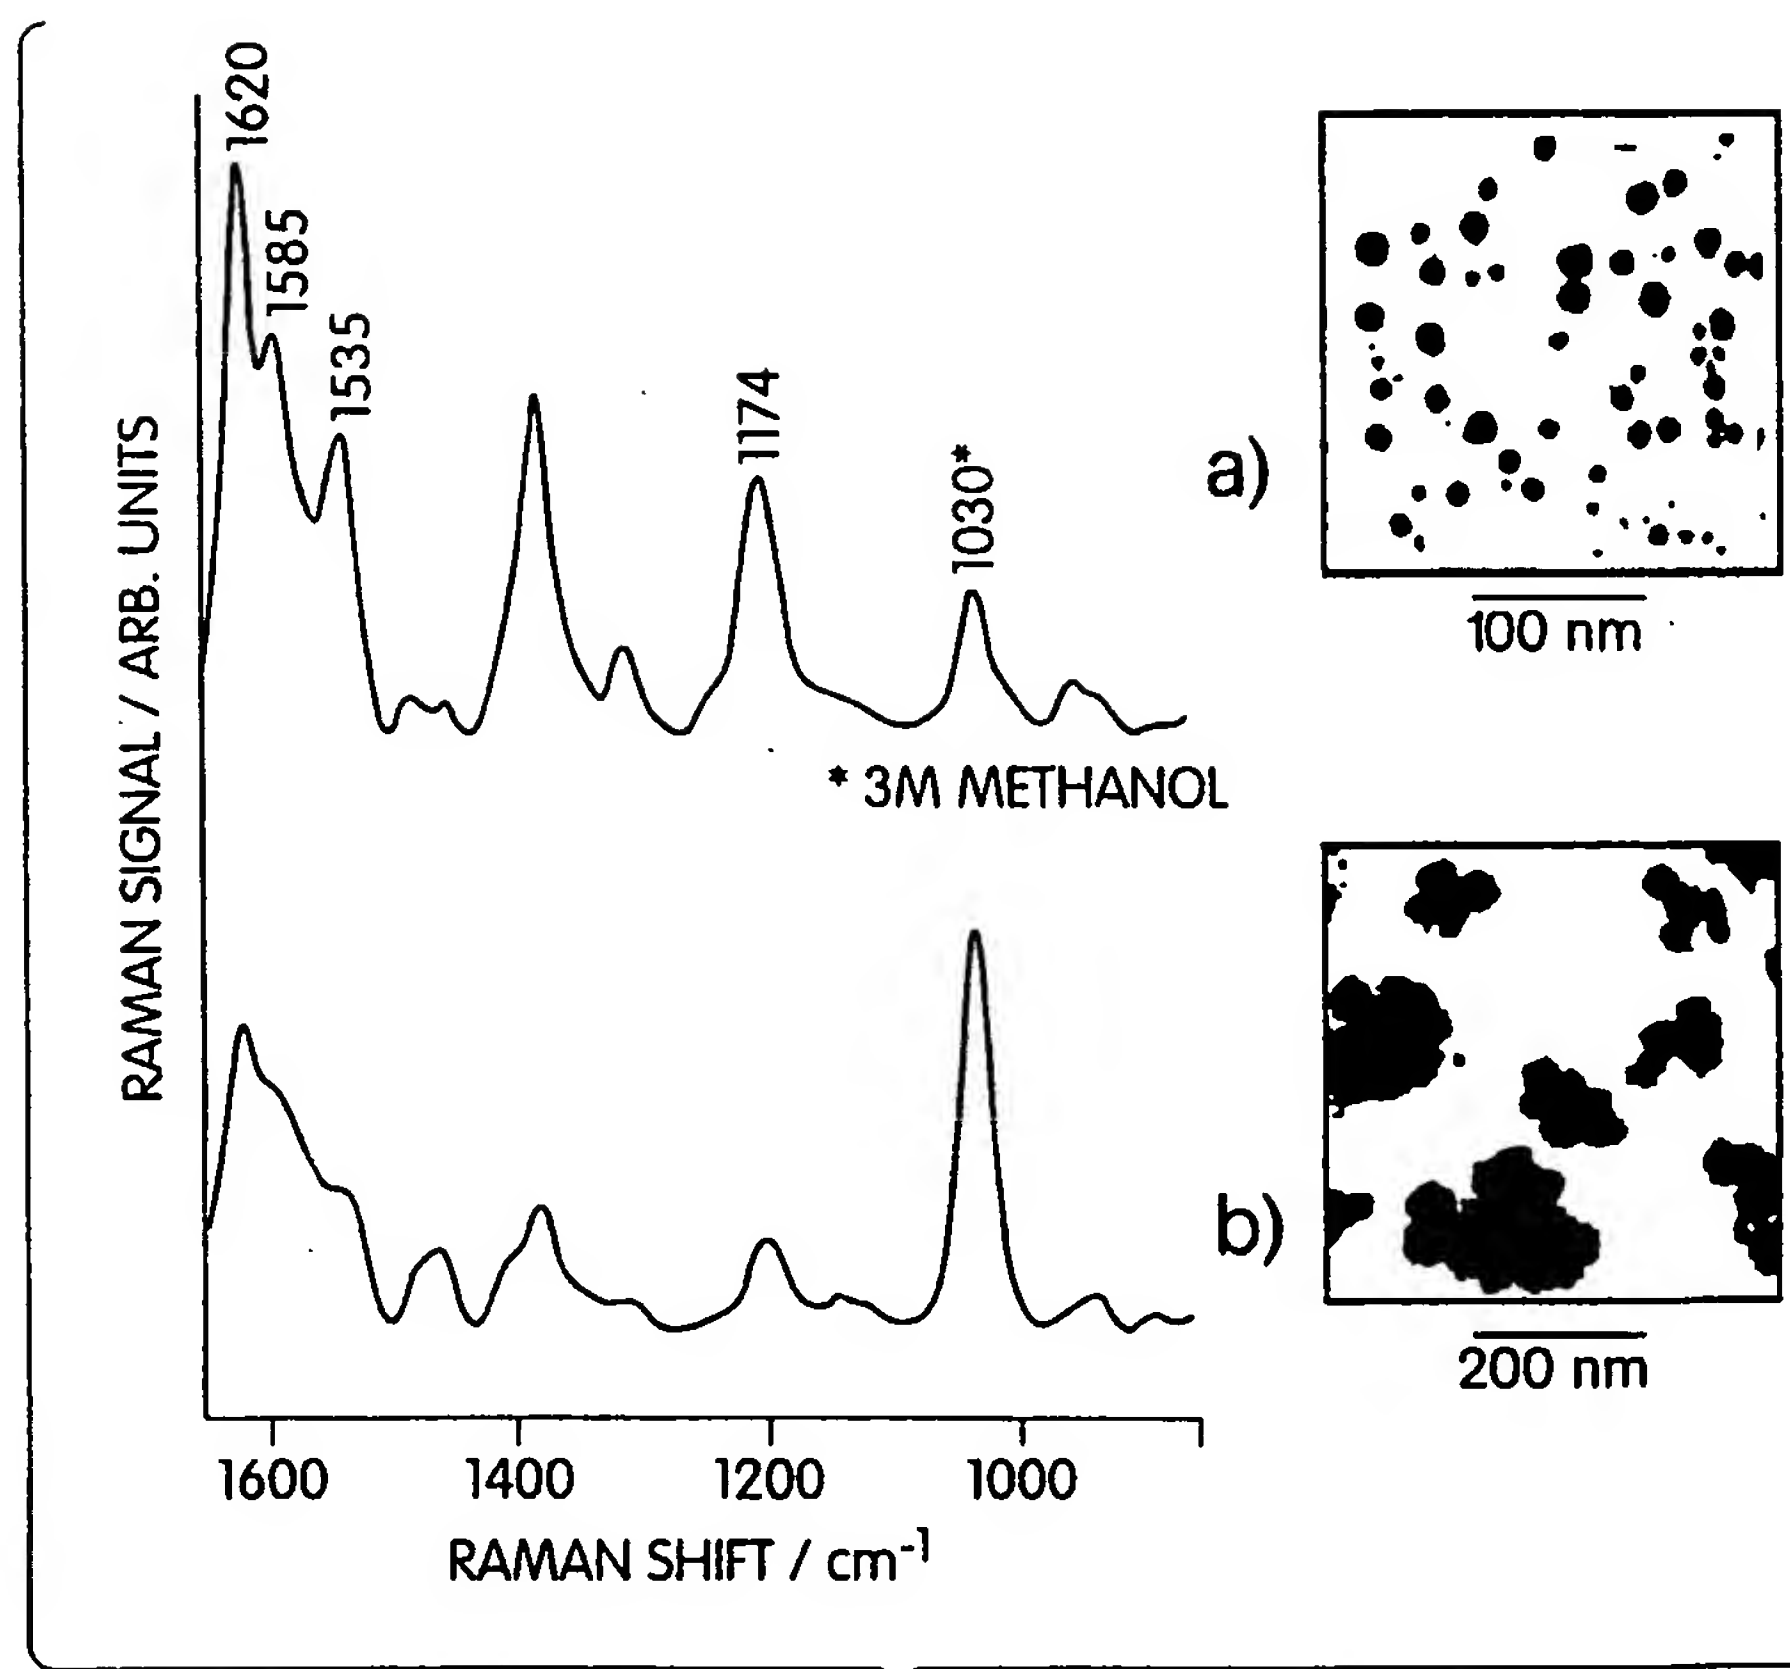 1620
1585
1535
1174
1030*
a)
100 nm
* 3M METHANOL
RAMAN SIGNAL / ARB. UNITS
b)
200 nm
1600 1400 1200 1000
RAMAN SHIFT / cm-1